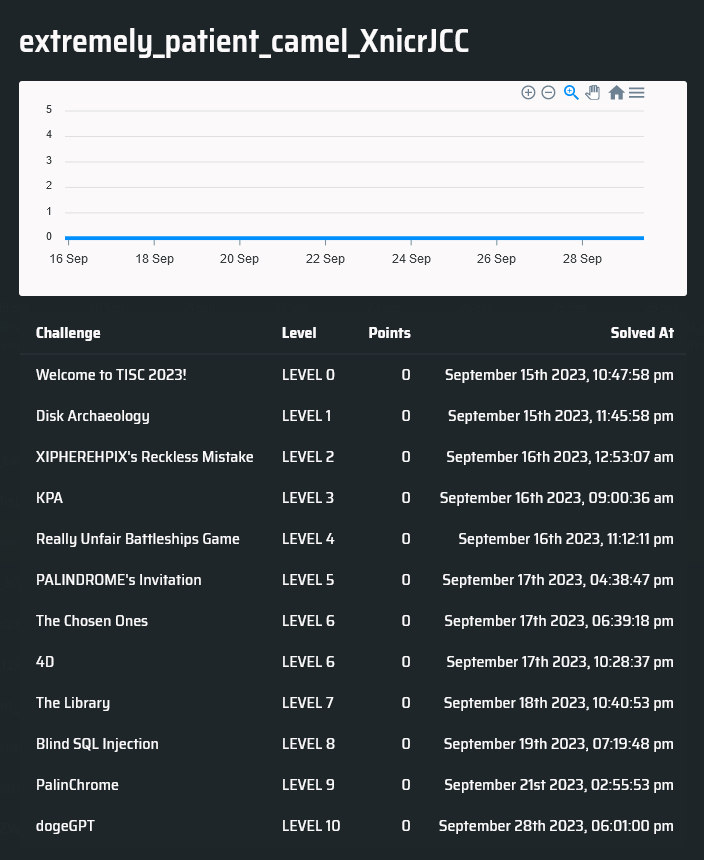 extremely_patient_camel_XnicrJCC
5
4
3
2
1
0
16 Sep 18 Sep 20 Sep 22 Sep 24 Sep 26 Sep 28 Sep
Challenge Level Points Solved At
Welcome to TISC 2023! LEVEL 0 0 September 15th 2023, 10:47:58 pm
Disk Archaeology LEVEL 1 0 September 15th 2023, 11:45:58 pm
XIPHEREHPIX's Reckless Mistake LEVEL 2 0 September 16th 2023, 12:53:07 am
KPA LEVEL 3 0 September 16th 2023, 09:00:36 am
Really Unfair Battleships Game LEVEL 4 0 September 16th 2023, 11:12:11 pm
PALINDROME's Invitation LEVEL 5 0 September 17th 2023, 04:38:47 pm
The Chosen Ones LEVEL 6 0 September 17th 2023, 06:39:18 pm
4D LEVEL 6 0 September 17th 2023, 10:28:37 pm
The Library LEVEL 7 0 September 18th 2023, 10:40:53 pm
Blind SQL Injection LEVEL 8 0 September 19th 2023, 07:19:48 pm
PalinChrome LEVEL 9 0 September 21st 2023, 02:55:53 pm
dogeGPT LEVEL 10 0 September 28th 2023, 06:01:00 pm